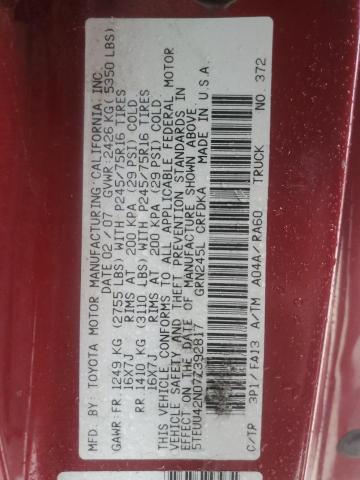 MFD. BY: TOYOTA MOTOR MANUFACTURING CALIFORNIA, INC.
DATE 02 / 07 GVWR: 2426 KG ( 5350 LBS)
GAWR: FR. 1249 KG (2755 LBS) WITH P245/75R16 TIRES
16X7J RIMS AT 200 KPA (29 PSI) COLD
RR. 1410 KG (3110 LBS) WITH P245/75R16 TIRES
16X7J RIMS AT 200 KPA (29 PSI) COLD
THIS VEHICLE CONFORMS TO ALL APPLICABLE FEDERAL MOTOR
VEHICLE SAFETY AND THEFT PREVENTION STANDARDS IN
EFFECT ON THE DATE OF MANUFACTURE SHOWN ABOVE.
5TEUU42N07Z392817 GRN245L CRFDKA MADE IN U.S.A.
C/TR 3P1 / FA13 A/TM A04A/RA60 TRUCK NO. 372